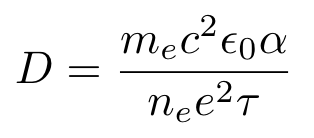 D = \frac{m_e c^2 \epsilon_0 \alpha}{n_e e^2 \tau}